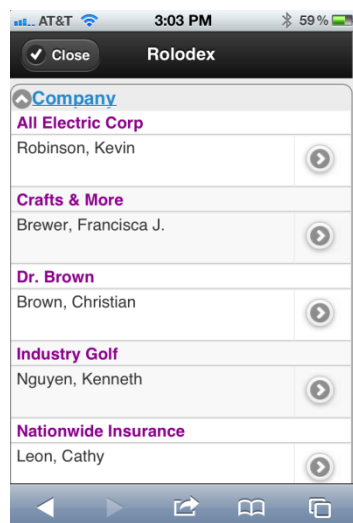 AT&T 3:03 PM 59%
Close Rolodex
Company
All Electric Corp
Robinson, Kevin
Crafts & More
Brewer, Francisca J.
Dr. Brown
Brown, Christian
Industry Golf
Nguyen, Kenneth
Nationwide Insurance
Leon, Cathy